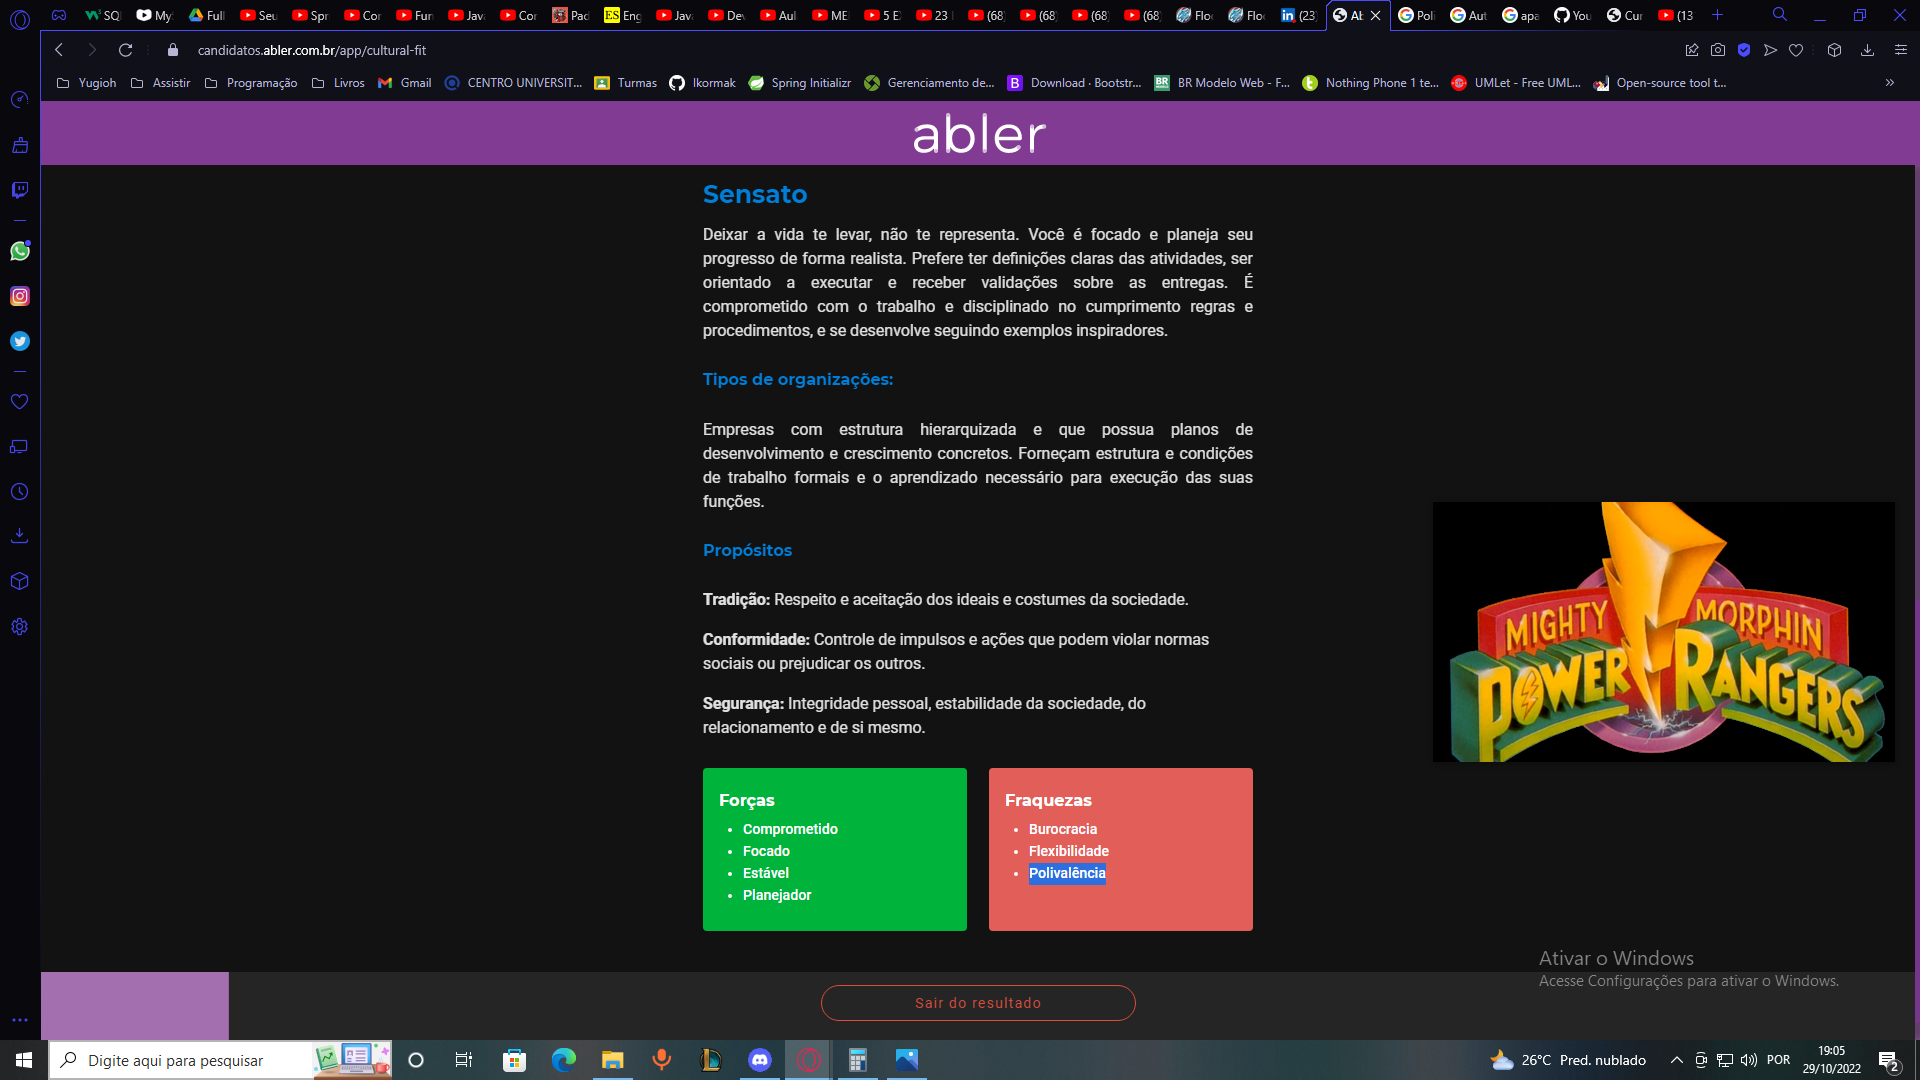 SQL
My
Full
Seu
Spr
Cor
Fun
Java
Cor
Pad
ES Eng
Java
Dev
Aul
ME
5 E
23
(68)
(68)
(68)
(68)
Floc
Floc
in (23)
Ab
Poli
Aut
apa
You
Cur
(13)
candidatos.abler.com.br/app/cultural-fit
Yugioh Assistir Programação Livros Gmail CENTRO UNIVERSIT... Turmas Ikormak Spring Initializr Gerenciamento de... B Download · Bootstr... BR BR Modelo Web - F... Nothing Phone 1 te... UMLet - Free UML... Open-source tool t... »
abler
Sensato
Deixar a vida te levar, não te representa. Você é focado e planeja seu
progresso de forma realista. Prefere ter definições claras das atividades, ser
orientado a executar e receber validações sobre as entregas. É
comprometido com o trabalho e disciplinado no cumprimento regras e
procedimentos, e se desenvolve seguindo exemplos inspiradores.
Tipos de organizações:
Empresas com estrutura hierarquizada e que possua planos de
desenvolvimento e crescimento concretos. Forneçam estrutura e condições
de trabalho formais e o aprendizado necessário para execução das suas
funções.
Propósitos
Tradição: Respeito e aceitação dos ideais e costumes da sociedade.
Conformidade: Controle de impulsos e ações que podem violar normas
sociais ou prejudicar os outros.
Segurança: Integridade pessoal, estabilidade da sociedade, do
relacionamento e de si mesmo.
MIGHTY MORPHIN
POWER RANGERS
Forças
• Comprometido
• Focado
• Estável
• Planejador
Fraquezas
• Burocracia
• Flexibilidade
• Polivalência
Ativar o Windows
Acesse Configurações para ativar o Windows.
Sair do resultado
Digite aqui para pesquisar
26°C Pred. nublado
POR
19:05
29/10/2022
2